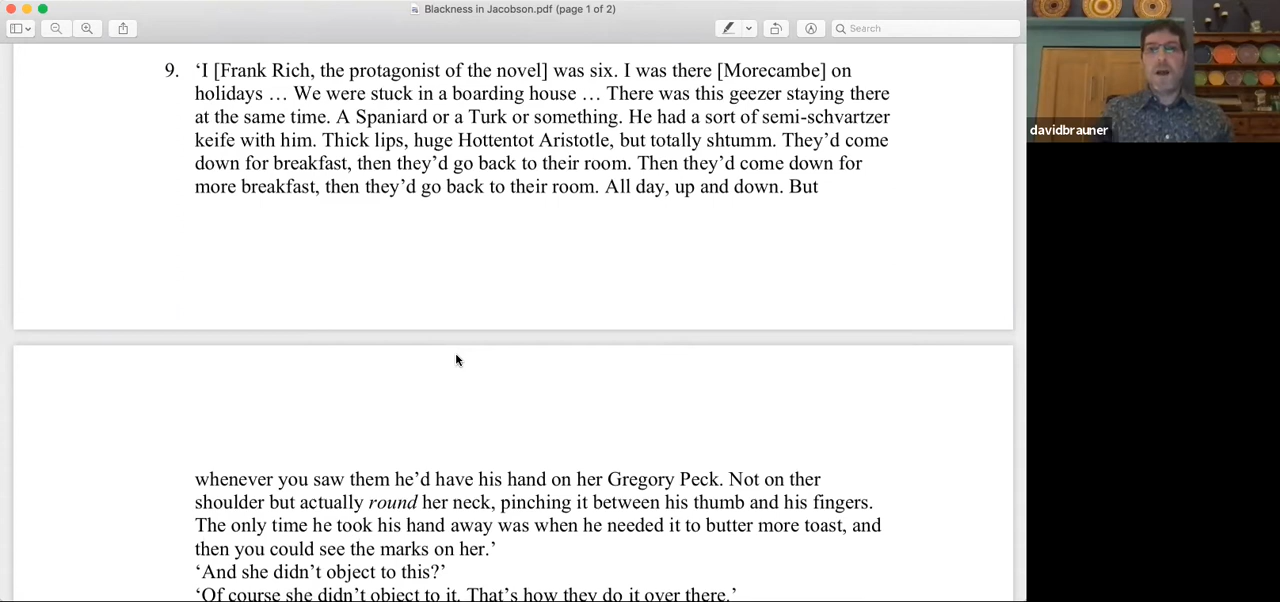 Blackness in Jacobson.pdf (page 1 of 2)
Search
9. ‘I [Frank Rich, the protagonist of the novel] was six. I was there [Morecambe] on
holidays … We were stuck in a boarding house … There was this geezer staying there
at the same time. A Spaniard or a Turk or something. He had a sort of semi-schvartzer
keife with him. Thick lips, huge Hottentot Aristotle, but totally shtumm. They’d come
down for breakfast, then they’d go back to their room. Then they’d come down for
more breakfast, then they’d go back to their room. All day, up and down. But
whenever you saw them he’d have his hand on her Gregory Peck. Not on ther
shoulder but actually round her neck, pinching it between his thumb and his fingers.
The only time he took his hand away was when he needed it to butter more toast, and
then you could see the marks on her.’
‘And she didn’t object to this?’
‘Of course she didn’t object to it. That’s how they do it over there.’
davidbrauner